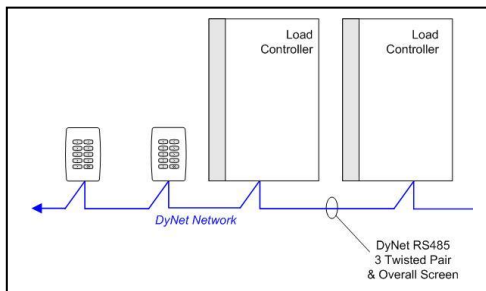 Load
Controller
Load
Controller
DyNet Network
DyNet RS485
3 Twisted Pair
& Overall Screen